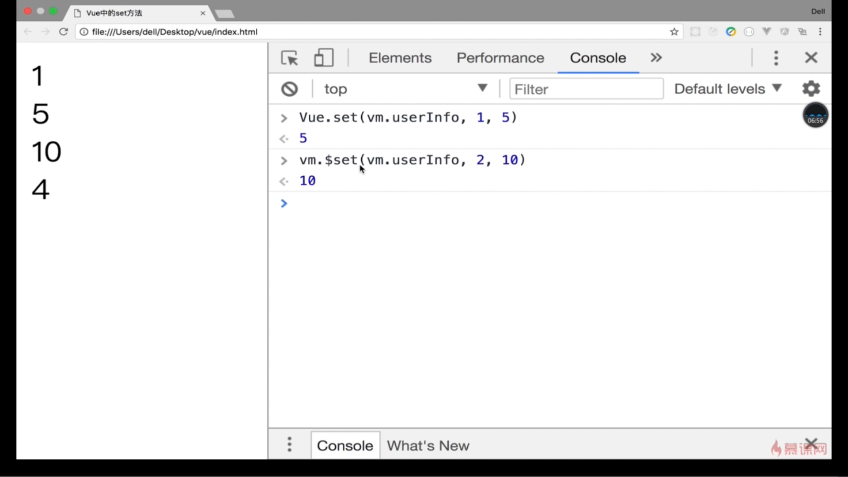 Vue中的set方法
Dell
file:///Users/dell/Desktop/vue/index.html
1
5
10
4
Elements Performance Console
top Filter Default levels
06:56
Vue.set(vm.userInfo, 1, 5)
5
vm.$set(vm.userInfo, 2, 10)
10
Console What's New
慕课网